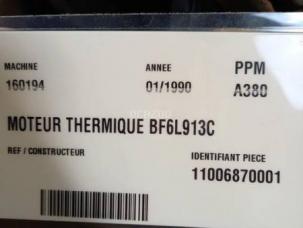 MACHINE ANNEE PPM
160194 01/1990 A380
MOTEUR THERMIQUE BF6L913C
REF / CONSTRUCTEUR IDENTIFIANT PIECE
11006870001